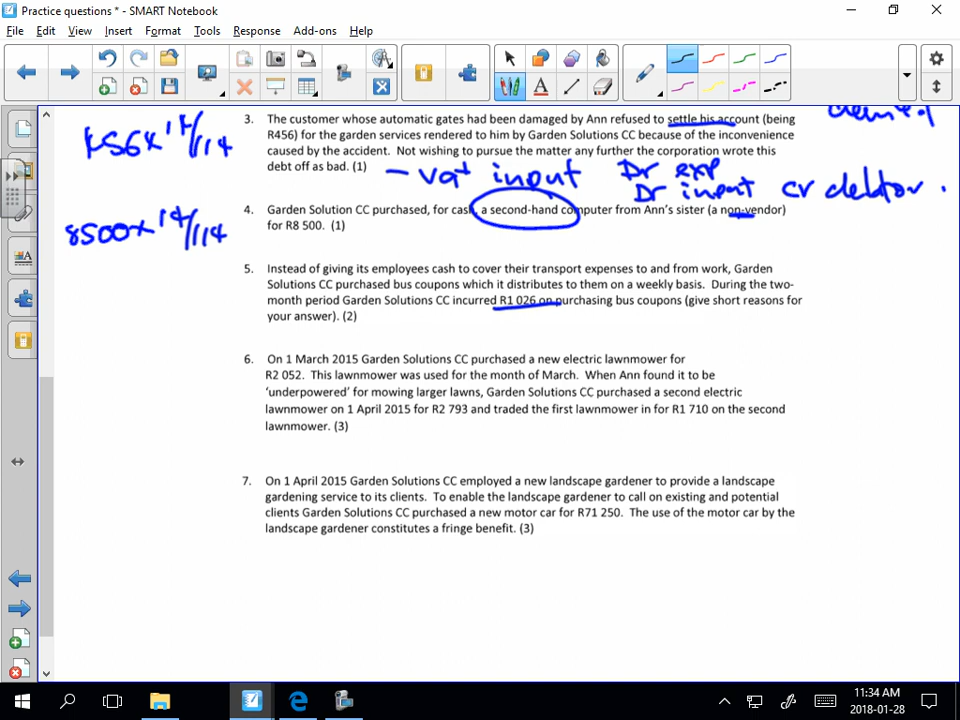 Practice questions * - SMART Notebook
File Edit View Insert Format Tools Response Add-ons Help
A
3. The customer whose automatic gates had been damaged by Ann refused to settle his account (being
R456) for the garden services rendered to him by Garden Solutions CC because of the inconvenience
caused by the accident. Not wishing to pursue the matter any further the corporation wrote this
debt off as bad. (1)
denied
R456 x 14/114
- Vat input Dr exp
Dr input cr debtor.
4. Garden Solution CC purchased, for cash, a second-hand computer from Ann's sister (a non-vendor)
for R8 500. (1)
8500 x 14/114
5. Instead of giving its employees cash to cover their transport expenses to and from work, Garden
Solutions CC purchased bus coupons which it distributes to them on a weekly basis. During the two-
month period Garden Solutions CC incurred R1 026 on purchasing bus coupons (give short reasons for
your answer). (2)
6. On 1 March 2015 Garden Solutions CC purchased a new electric lawnmower for
R2 052. This lawnmower was used for the month of March. When Ann found it to be
'underpowered' for mowing larger lawns, Garden Solutions CC purchased a second electric
lawnmower on 1 April 2015 for R2 793 and traded the first lawnmower in for R1 710 on the second
lawnmower. (3)
7. On 1 April 2015 Garden Solutions CC employed a new landscape gardener to provide a landscape
gardening service to its clients. To enable the landscape gardener to call on existing and potential
clients Garden Solutions CC purchased a new motor car for R71 250. The use of the motor car by the
landscape gardener constitutes a fringe benefit. (3)
11:34 AM
2018-01-28